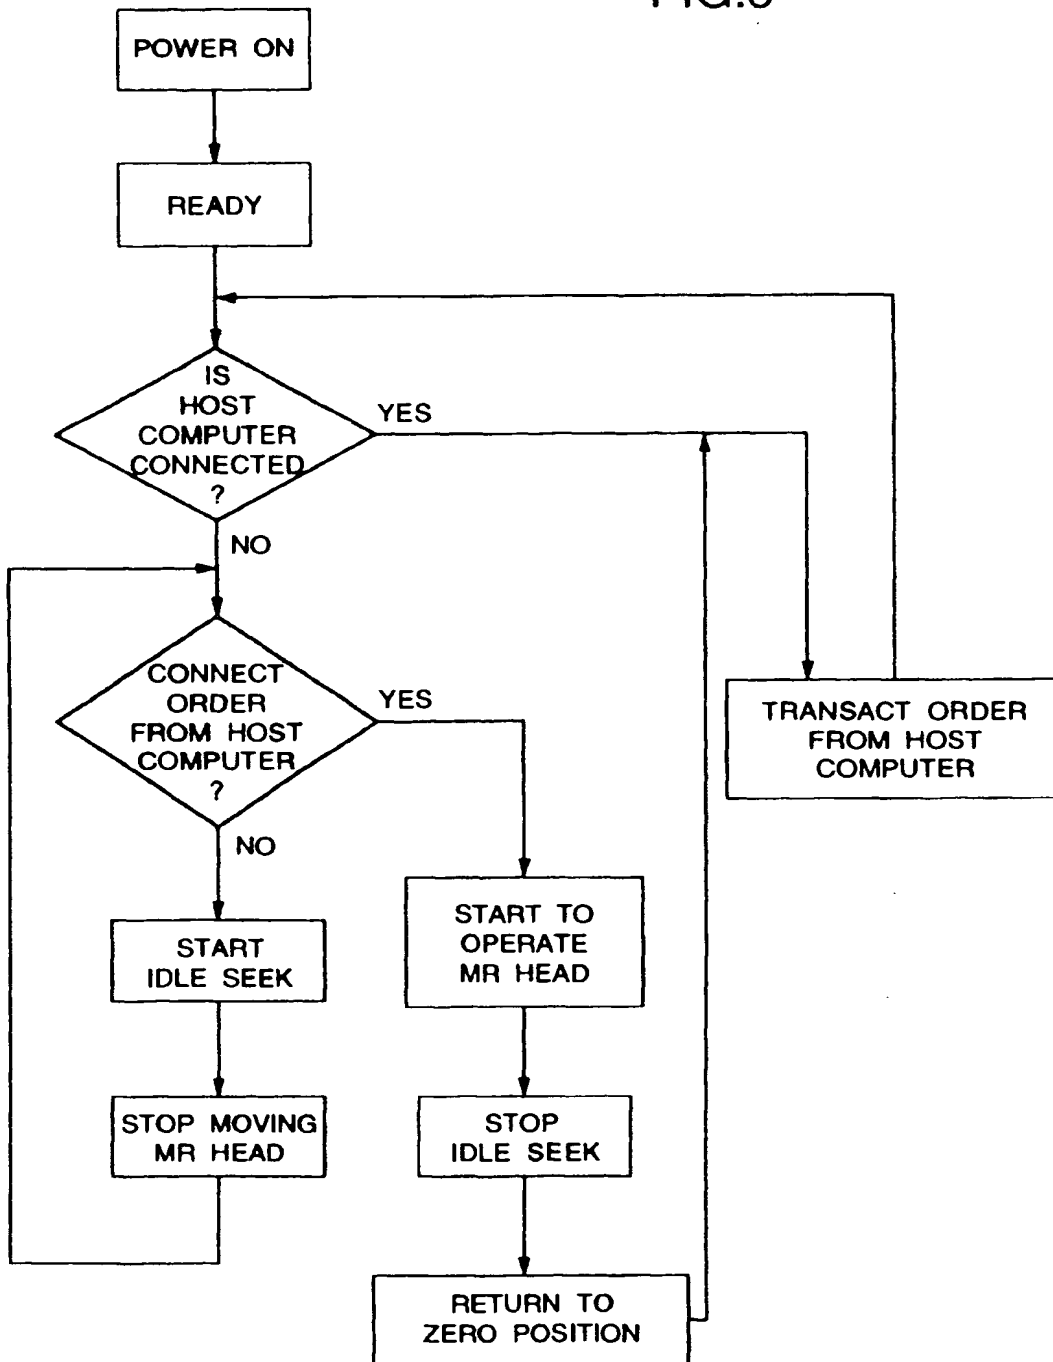 POWER ON
READY
IS
HOST
COMPUTER
CONNECTED
?
YES
NO
CONNECT
ORDER
FROM HOST
COMPUTER
?
YES
NO
TRANSACT ORDER
FROM HOST
COMPUTER
START
IDLE SEEK
START TO
OPERATE
MR HEAD
STOP MOVING
MR HEAD
STOP
IDLE SEEK
RETURN TO
ZERO POSITION